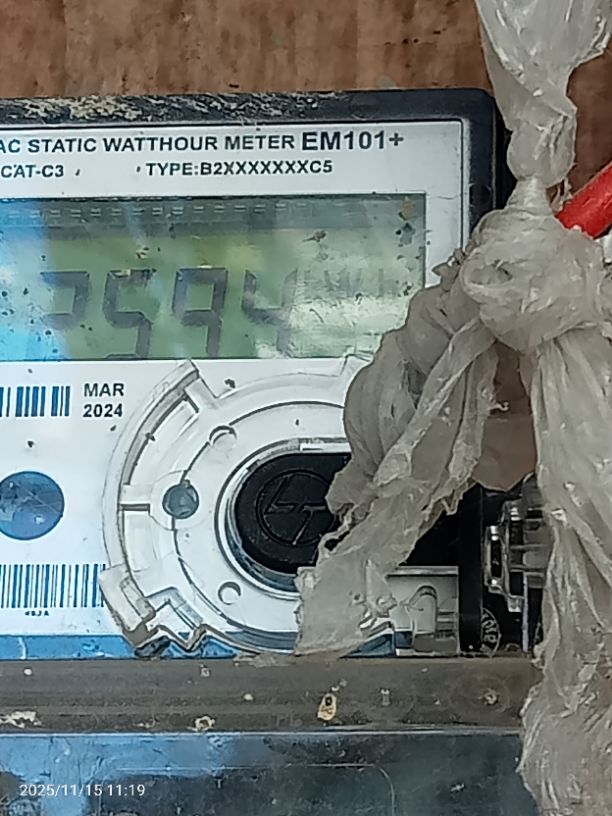 AC STATIC WATTHOUR METER EM101+
CAT-C3
TYPE:B2XXXXXXXC5
2594
MAR
2024
2025/11/15 11:19